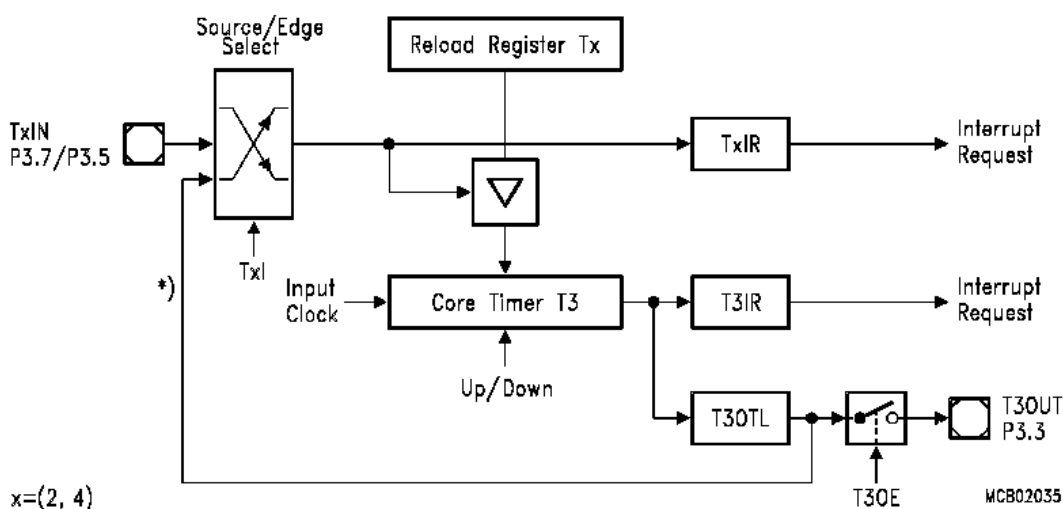 Source/Edge
Select
Reload Register Tx
TxIN
P3.7/P3.5
TxIR
Interrupt
Request
TxI
*)
Input
Clock
Core Timer T3
T3IR
Interrupt
Request
Up/Down
T3OTL
T3OUT
P3.3
x=(2, 4)
T3OE
MCB02035